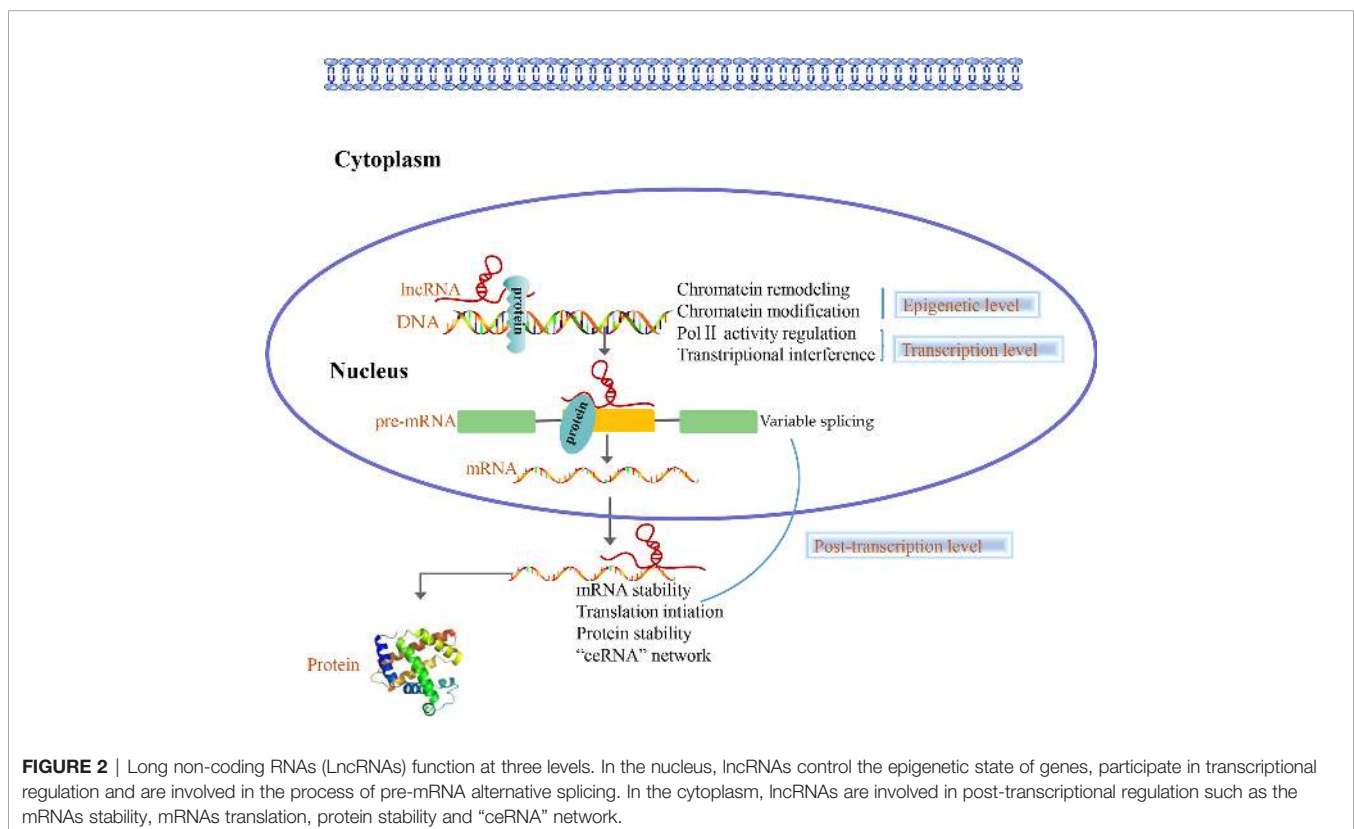 Cytoplasm
lncRNA
protein
DNA
Chromatein remodeling
Chromatein modification
Pol II activity regulation
Transtriptional interference
Epigenetic level
Transcription level
Nucleus
pre-mRNA
protein
Variable splicing
mRNA
Post-transcription level
mRNA stability
Translation intiation
Protein stability
“ceRNA” network
Protein
FIGURE 2 | Long non-coding RNAs (LncRNAs) function at three levels. In the nucleus, lncRNAs control the epigenetic state of genes, participate in transcriptional
regulation and are involved in the process of pre-mRNA alternative splicing. In the cytoplasm, lncRNAs are involved in post-transcriptional regulation such as the
mRNAs stability, mRNAs translation, protein stability and “ceRNA” network.